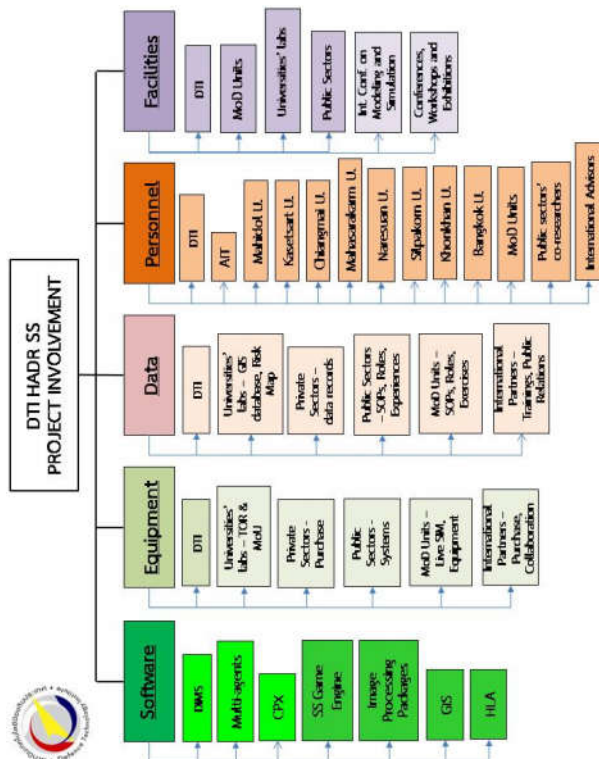 DTI HADR SS
PROJECT INVOLVEMENT
Software
DIMS
Multi-agents
CPX
SS Game
Engine
Image
Processing
Packages
GIS
HLA
Equipment
DTI
Universities'
labs – TOR &
MoU
Private
Sectors -
Purchase
Public
Sectors-
Systems
MoD Units –
Live SIM,
Equipment
International
Partners –
Purchase,
Collaboration
Data
DTI
Universities'
labs – GIS
database, Risk
Map
Private
Sectors –
data records
Public Sectors
– SOPs, Roles,
Experiences
MoD Units –
SOPs, Roles,
Exercises
International
Partners –
Trainings, Public
Relations
Personnel
DTI
AIT
Mahidol U.
Kasetsart U.
Chiangmai U.
Mahasarakarm U.
Naresuan U.
Silpakorn U.
Khonkhan U.
Bangkok U.
MoD Units
Public sectors'
co-researchers
International Advisors
Facilities
DTI
MoD Units
Universities' labs
Public Sectors
Int. Conf. on
Modeling and
Simulation
Conferences,
Workshops and
Exhibitions